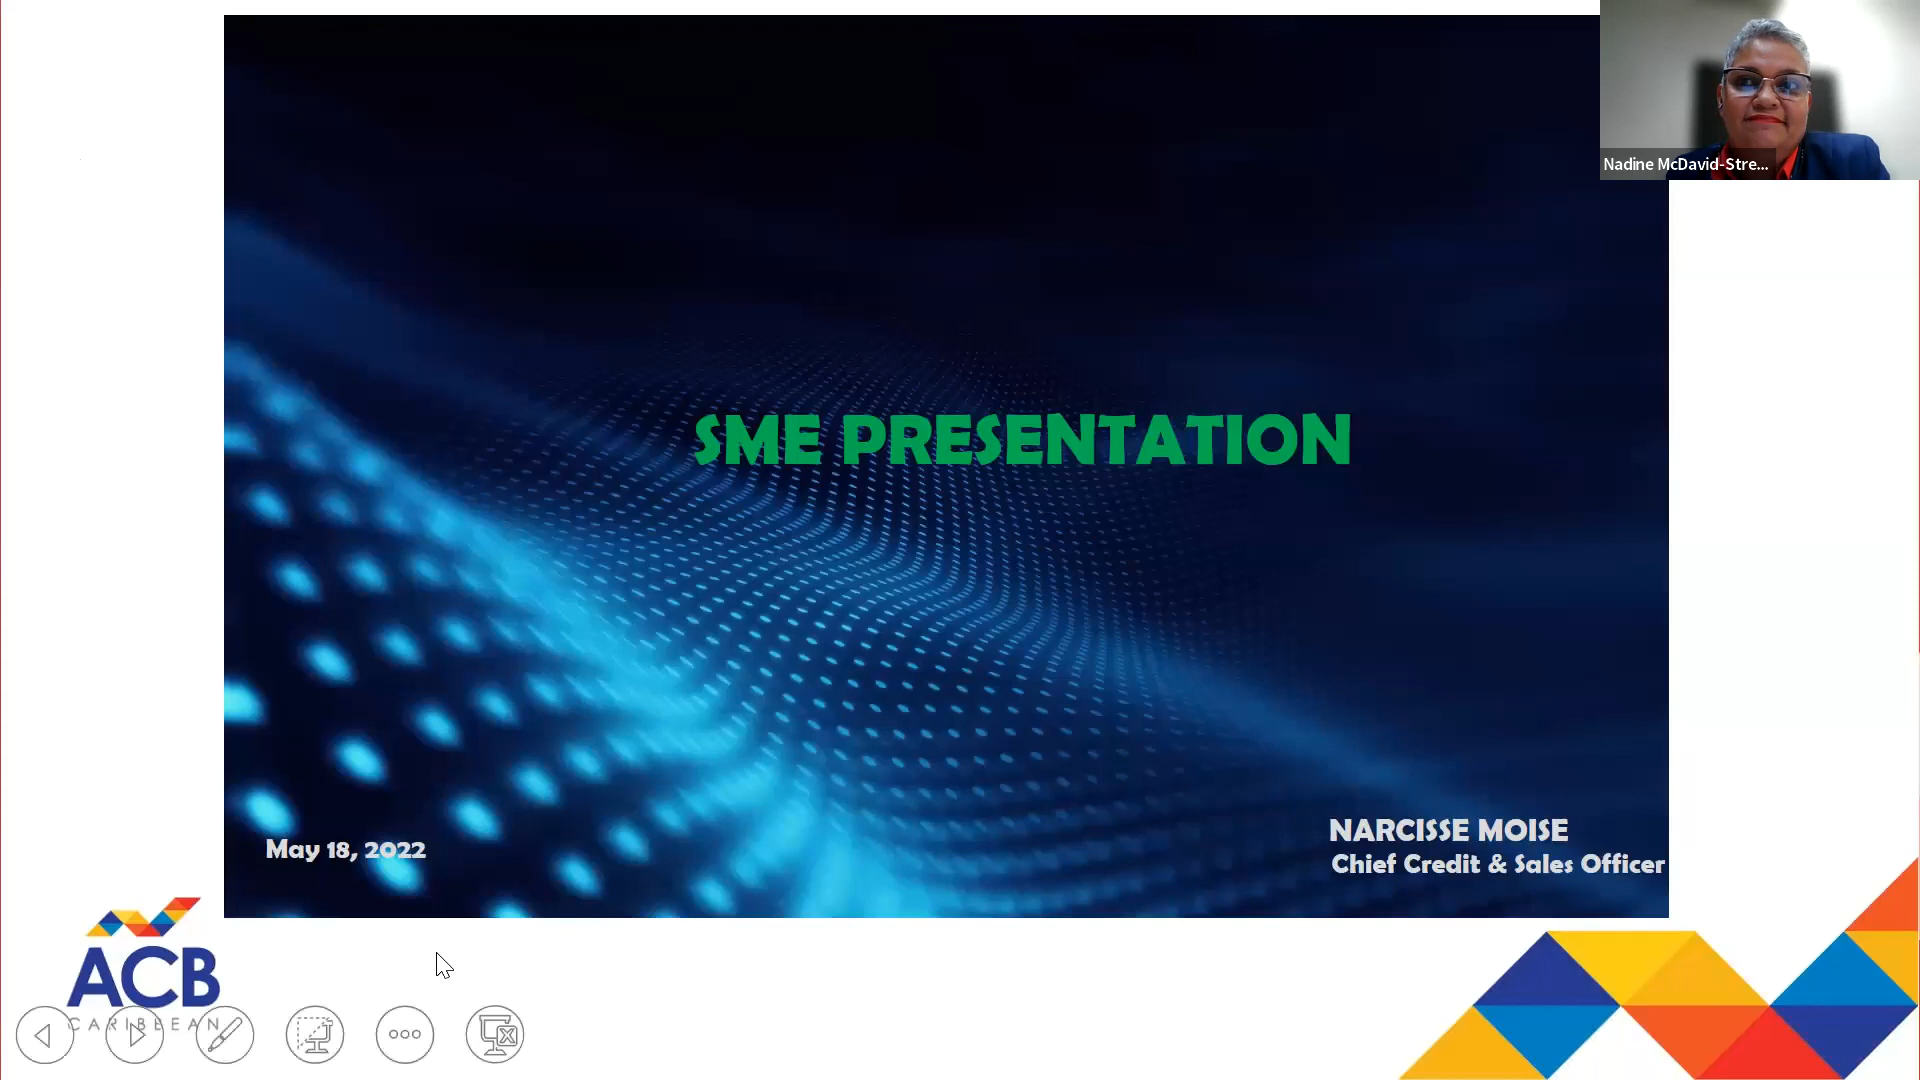 Nadine McDavid-Stre...
SME PRESENTATION
May 18, 2022
NARCISSE MOISE
Chief Credit & Sales Officer
ACB
CARIBBEAN